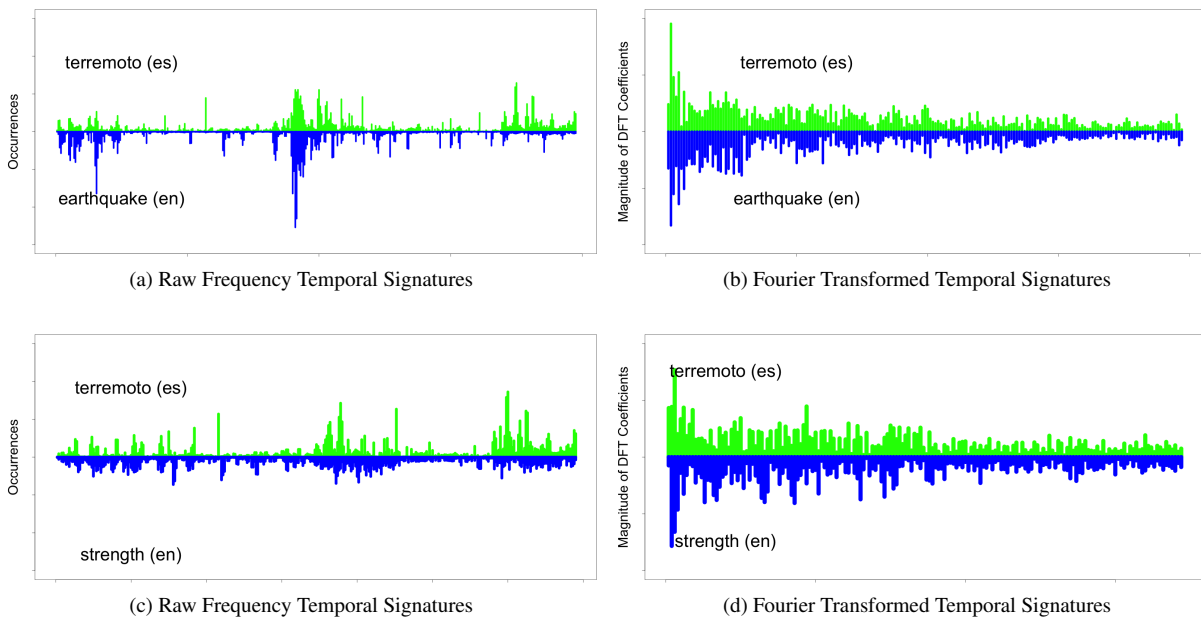 Occurrences
terremoto (es)
earthquake (en)
(a) Raw Frequency Temporal Signatures
Magnitude of DFT Coefficients
terremoto (es)
earthquake (en)
(b) Fourier Transformed Temporal Signatures
Occurrences
terremoto (es)
strength (en)
(c) Raw Frequency Temporal Signatures
Magnitude of DFT Coefficients
terremoto (es)
strength (en)
(d) Fourier Transformed Temporal Signatures